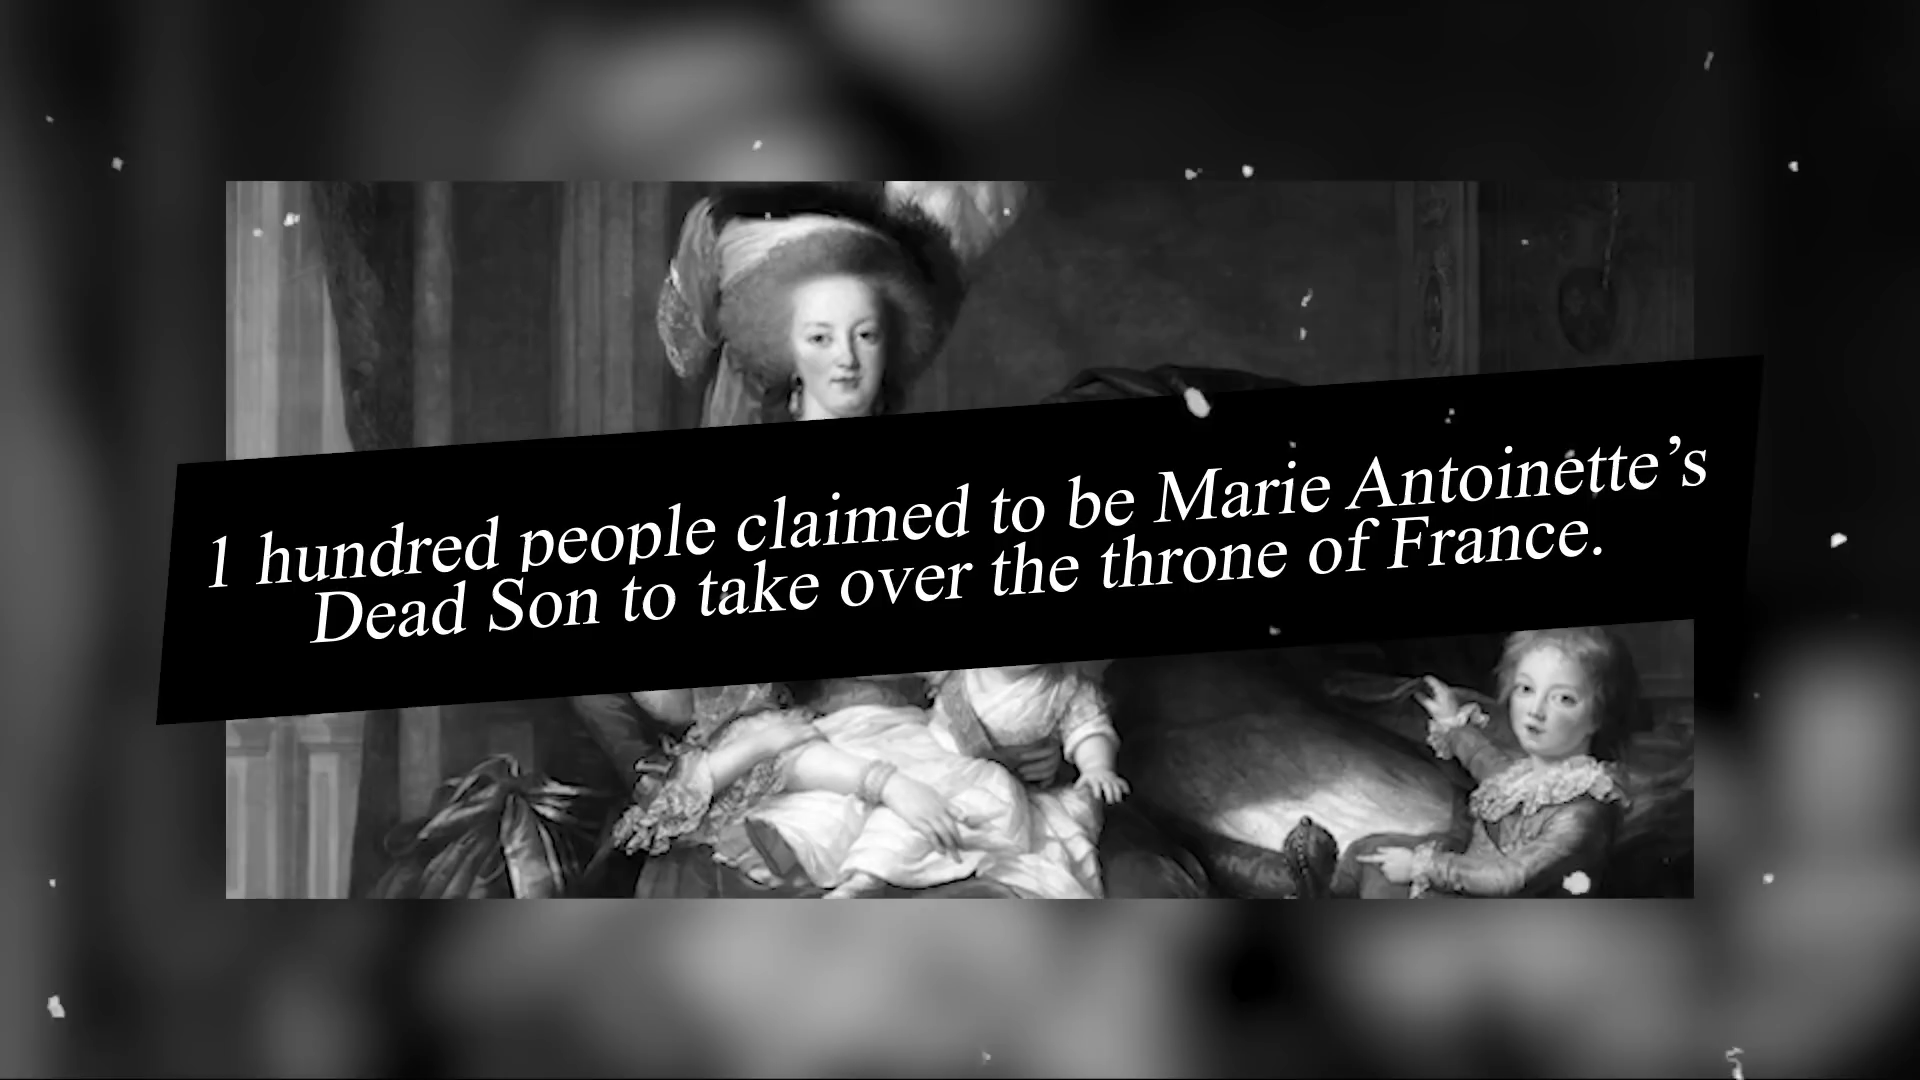 1 hundred people claimed to be Marie Antoinette’s
Dead Son to take over the throne of France.